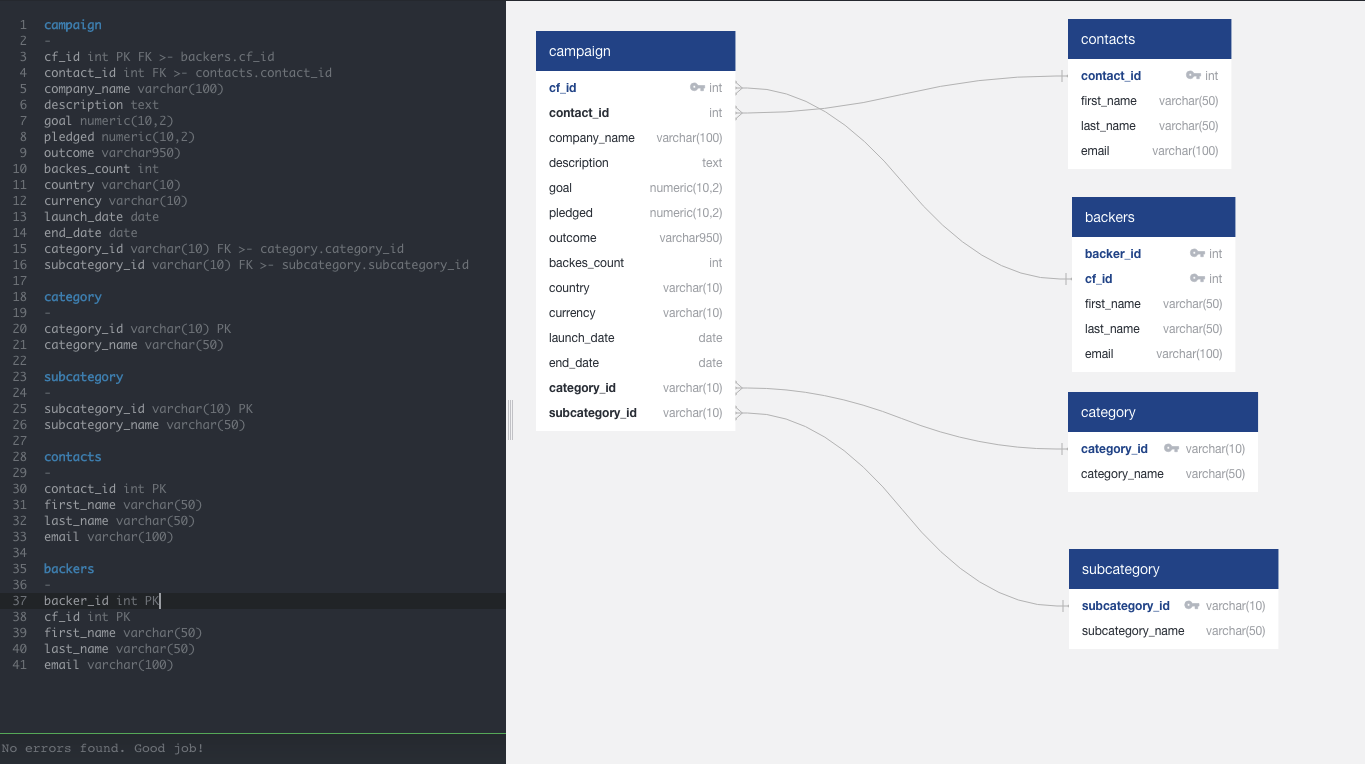 1 campaign
2 -
3 cf_id int PK FK >- backers.cf_id
4 contact_id int FK >- contacts.contact_id
5 company_name varchar(100)
6 description text
7 goal numeric(10,2)
8 pledged numeric(10,2)
9 outcome varchar950)
10 backes_count int
11 country varchar(10)
12 currency varchar(10)
13 launch_date date
14 end_date date
15 category_id varchar(10) FK >- category.category_id
16 subcategory_id varchar(10) FK >- subcategory.subcategory_id
17
18 category
19 -
20 category_id varchar(10) PK
21 category_name varchar(50)
22
23 subcategory
24 -
25 subcategory_id varchar(10) PK
26 subcategory_name varchar(50)
27
28 contacts
29 -
30 contact_id int PK
31 first_name varchar(50)
32 last_name varchar(50)
33 email varchar(100)
34
35 backers
36 -
37 backer_id int PK
38 cf_id int PK
39 first_name varchar(50)
40 last_name varchar(50)
41 email varchar(100)
No errors found. Good job!
campaign
cf_id int
contact_id int
company_name varchar(100)
description text
goal numeric(10,2)
pledged numeric(10,2)
outcome varchar950)
backes_count int
country varchar(10)
currency varchar(10)
launch_date date
end_date date
category_id varchar(10)
subcategory_id varchar(10)
contacts
contact_id int
first_name varchar(50)
last_name varchar(50)
email varchar(100)
backers
backer_id int
cf_id int
first_name varchar(50)
last_name varchar(50)
email varchar(100)
category
category_id varchar(10)
category_name varchar(50)
subcategory
subcategory_id varchar(10)
subcategory_name varchar(50)